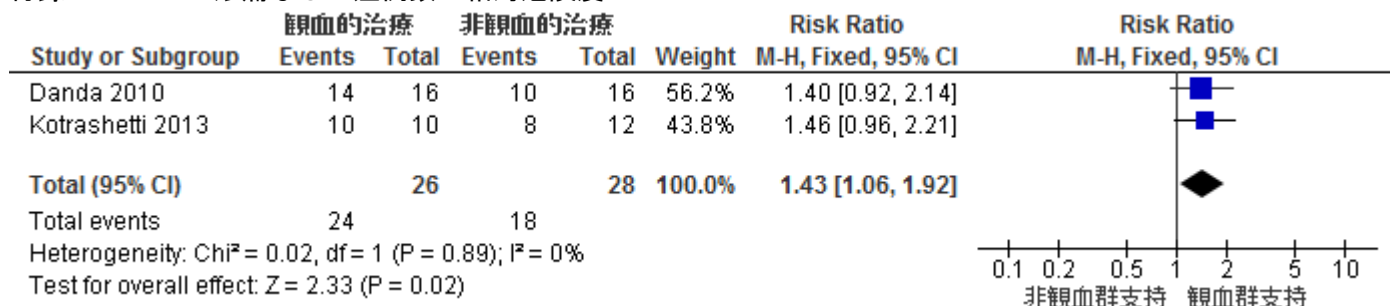 観血的治療 非観血的治療 Risk Ratio Risk Ratio
Study or Subgroup Events Total Events Total Weight M-H, Fixed, 95% CI M-H, Fixed, 95% CI
Danda 2010 14 16 10 16 56.2% 1.40 [0.92, 2.14]
Kotrashetti 2013 10 10 8 12 43.8% 1.46 [0.96, 2.21]
Total (95% CI) 26 28 100.0% 1.43 [1.06, 1.92]
Total events 24 18
Heterogeneity: Chi² = 0.02, df = 1 (P = 0.89); I² = 0%
Test for overall effect: Z = 2.33 (P = 0.02)
0.1 0.2 0.5 1 2 5 10
非観血群支持 観血群支持